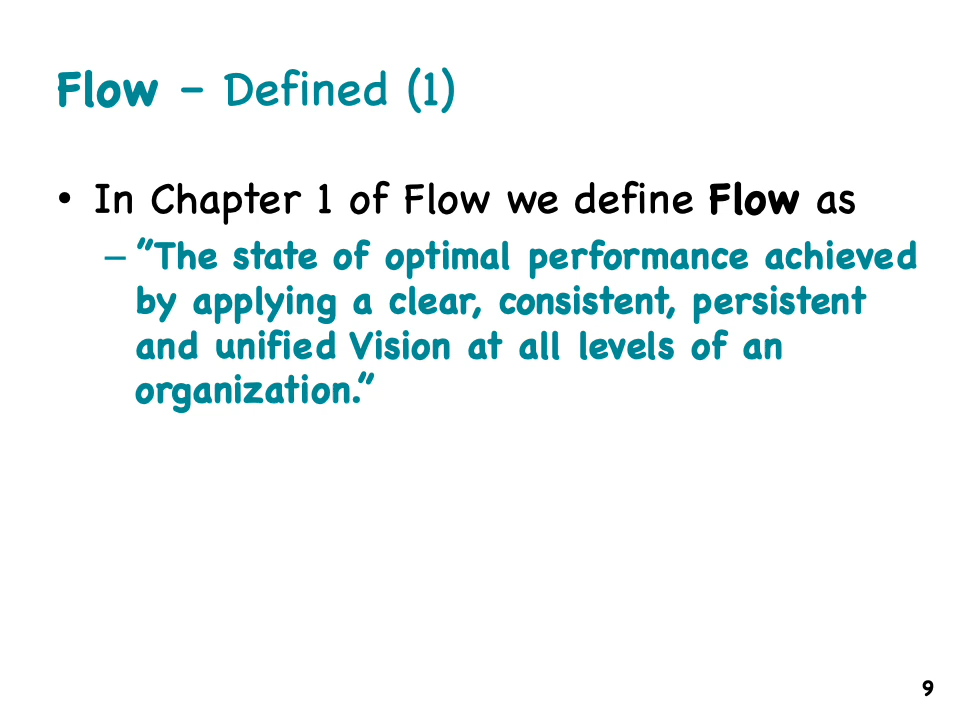 Flow – Defined (1)
• In Chapter 1 of Flow we define Flow as
– "The state of optimal performance achieved
by applying a clear, consistent, persistent
and unified Vision at all levels of an
organization."
9